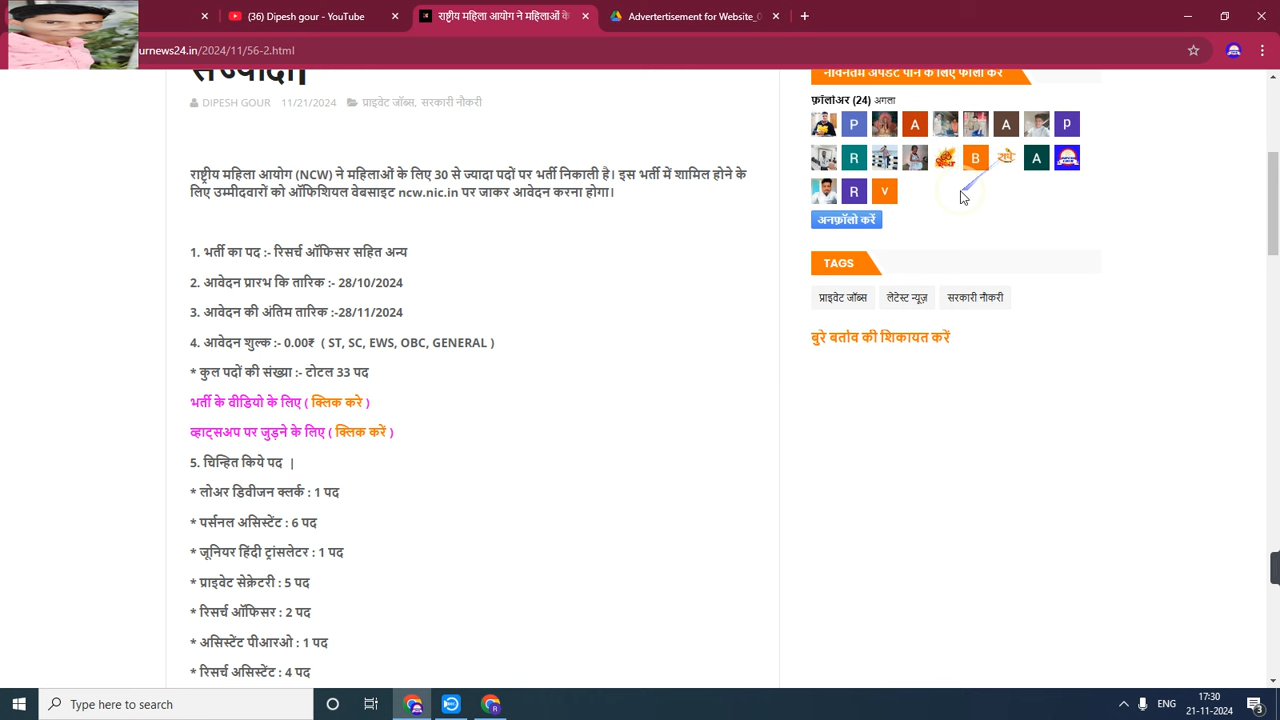 (36) Dipesh gour - YouTube
राष्ट्रीय महिला आयोग ने महिलाओं के
Advertertisement for Website_
urnews24.in/2024/11/56-2.html
DIPESH GOUR 11/21/2024 प्राइवेट जॉब्स, सरकारी नौकरी
राष्ट्रीय महिला आयोग (NCW) ने महिलाओं के लिए 30 से ज्यादा पदों पर भर्ती निकाली है। इस भर्ती में शामिल होने के
लिए उम्मीदवारों को ऑफिशियल वेबसाइट ncw.nic.in पर जाकर आवेदन करना होगा।
1. भर्ती का पद :- रिसर्च ऑफिसर सहित अन्य
2. आवेदन प्रारभ कि तारिक :- 28/10/2024
3. आवेदन की अंतिम तारिक :-28/11/2024
4. आवेदन शुल्क :- 0.00₹ ( ST, SC, EWS, OBC, GENERAL )
* कुल पदों की संख्या :- टोटल 33 पद
भर्ती के वीडियो के लिए ( क्लिक करे )
व्हाट्सअप पर जुड़ने के लिए ( क्लिक करें )
5. चिन्हित किये पद |
* लोअर डिवीजन क्लर्क : 1 पद
* पर्सनल असिस्टेंट : 6 पद
* जूनियर हिंदी ट्रांसलेटर : 1 पद
* प्राइवेट सेक्रेटरी : 5 पद
* रिसर्च ऑफिसर : 2 पद
* असिस्टेंट पीआरओ : 1 पद
* रिसर्च असिस्टेंट : 4 पद
नवीनतम अपडेट पाने के लिए फॉलो करें
फ़ॉलोअर (24) अगला
P A A p
R B राधे A
R v
अनफ़ॉलो करें
TAGS
प्राइवेट जॉब्स लेटेस्ट न्यूज़ सरकारी नौकरी
बुरे बर्ताव की शिकायत करें
Type here to search
ENG
17:30
21-11-2024